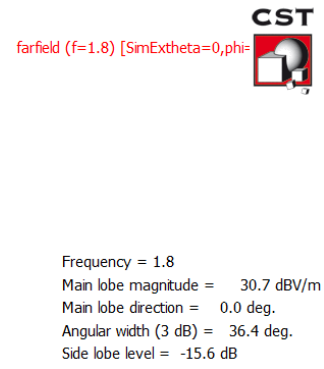 CST
farfield (f=1.8) [SimExtheta=0,phi=
Frequency = 1.8
Main lobe magnitude = 30.7 dBV/m
Main lobe direction = 0.0 deg.
Angular width (3 dB) = 36.4 deg.
Side lobe level = -15.6 dB